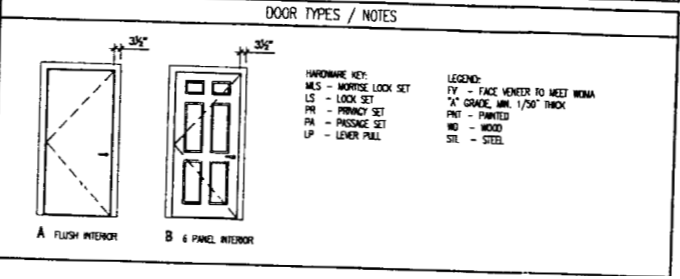 DOOR TYPES / NOTES
3½"
3½"
HARDWARE KEY:
MLS - MORTISE LOCK SET
LS - LOCK SET
PR - PRIVACY SET
PA - PASSAGE SET
LP - LEVER PULL
LEGEND:
FV - FACE VENEER TO MEET WDMA
"A" GRADE, MIN. 1/50" THICK
PNT - PAINTED
WD - WOOD
STL - STEEL
A FLUSH INTERIOR
B 6 PANEL INTERIOR